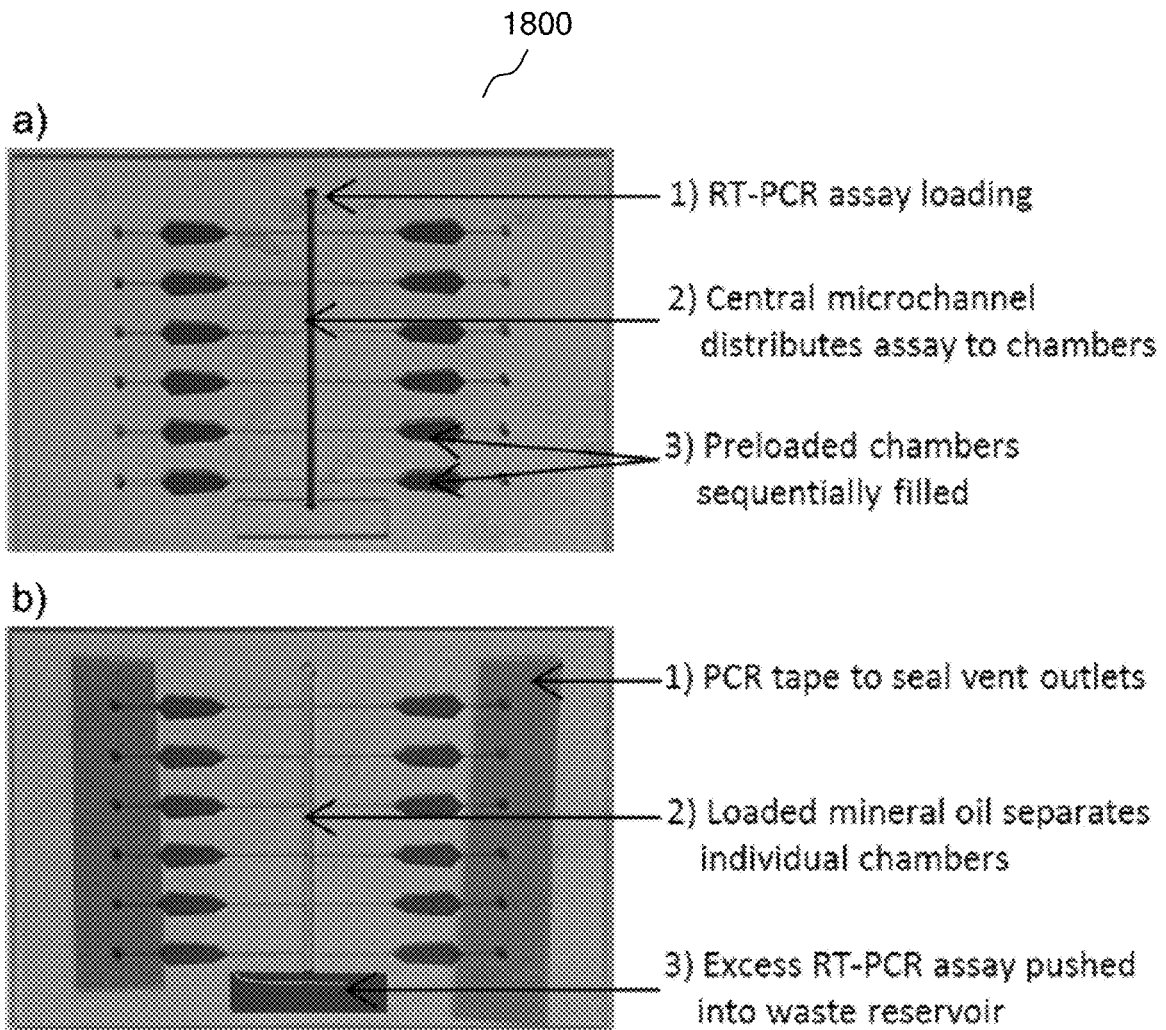 1800
a)
1) RT-PCR assay loading
2) Central microchannel
distributes assay to chambers
3) Preloaded chambers
sequentially filled
b)
1) PCR tape to seal vent outlets
2) Loaded mineral oil separates
individual chambers
3) Excess RT-PCR assay pushed
into waste reservoir